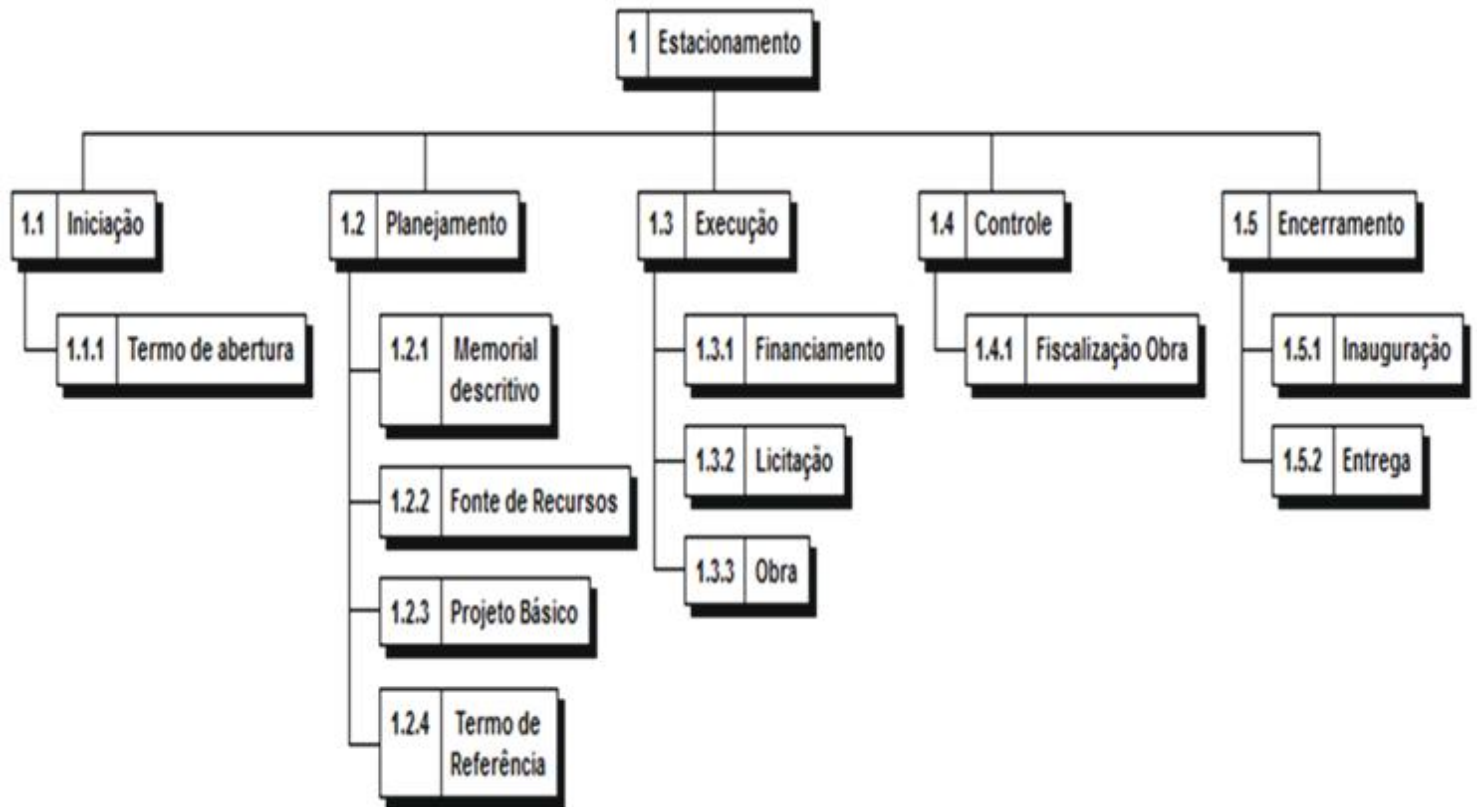 1 Estacionamento
1.1 Iniciação
1.1.1 Termo de abertura
1.2 Planejamento
1.2.1 Memorial
descritivo
1.2.2 Fonte de Recursos
1.2.3 Projeto Básico
1.2.4 Termo de
Referência
1.3 Execução
1.3.1 Financiamento
1.3.2 Licitação
1.3.3 Obra
1.4 Controle
1.4.1 Fiscalização Obra
1.5 Encerramento
1.5.1 Inauguração
1.5.2 Entrega